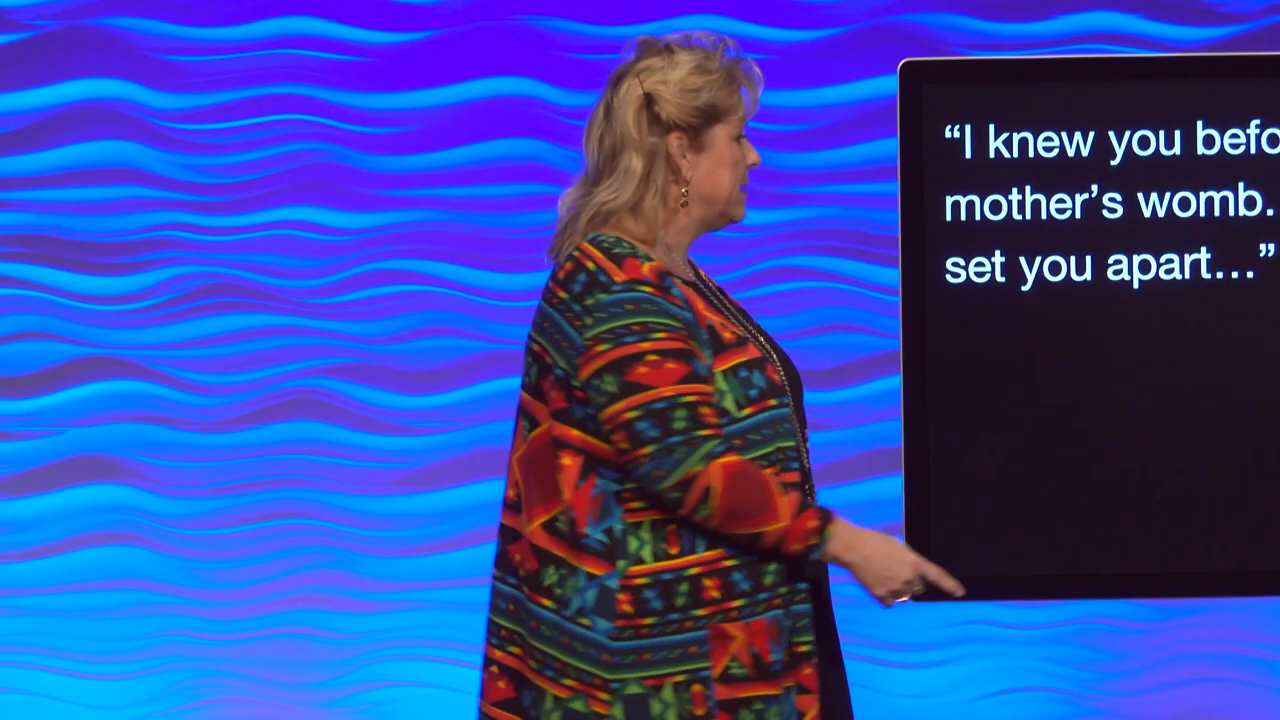 “I knew you befo
mother’s womb.
set you apart…”